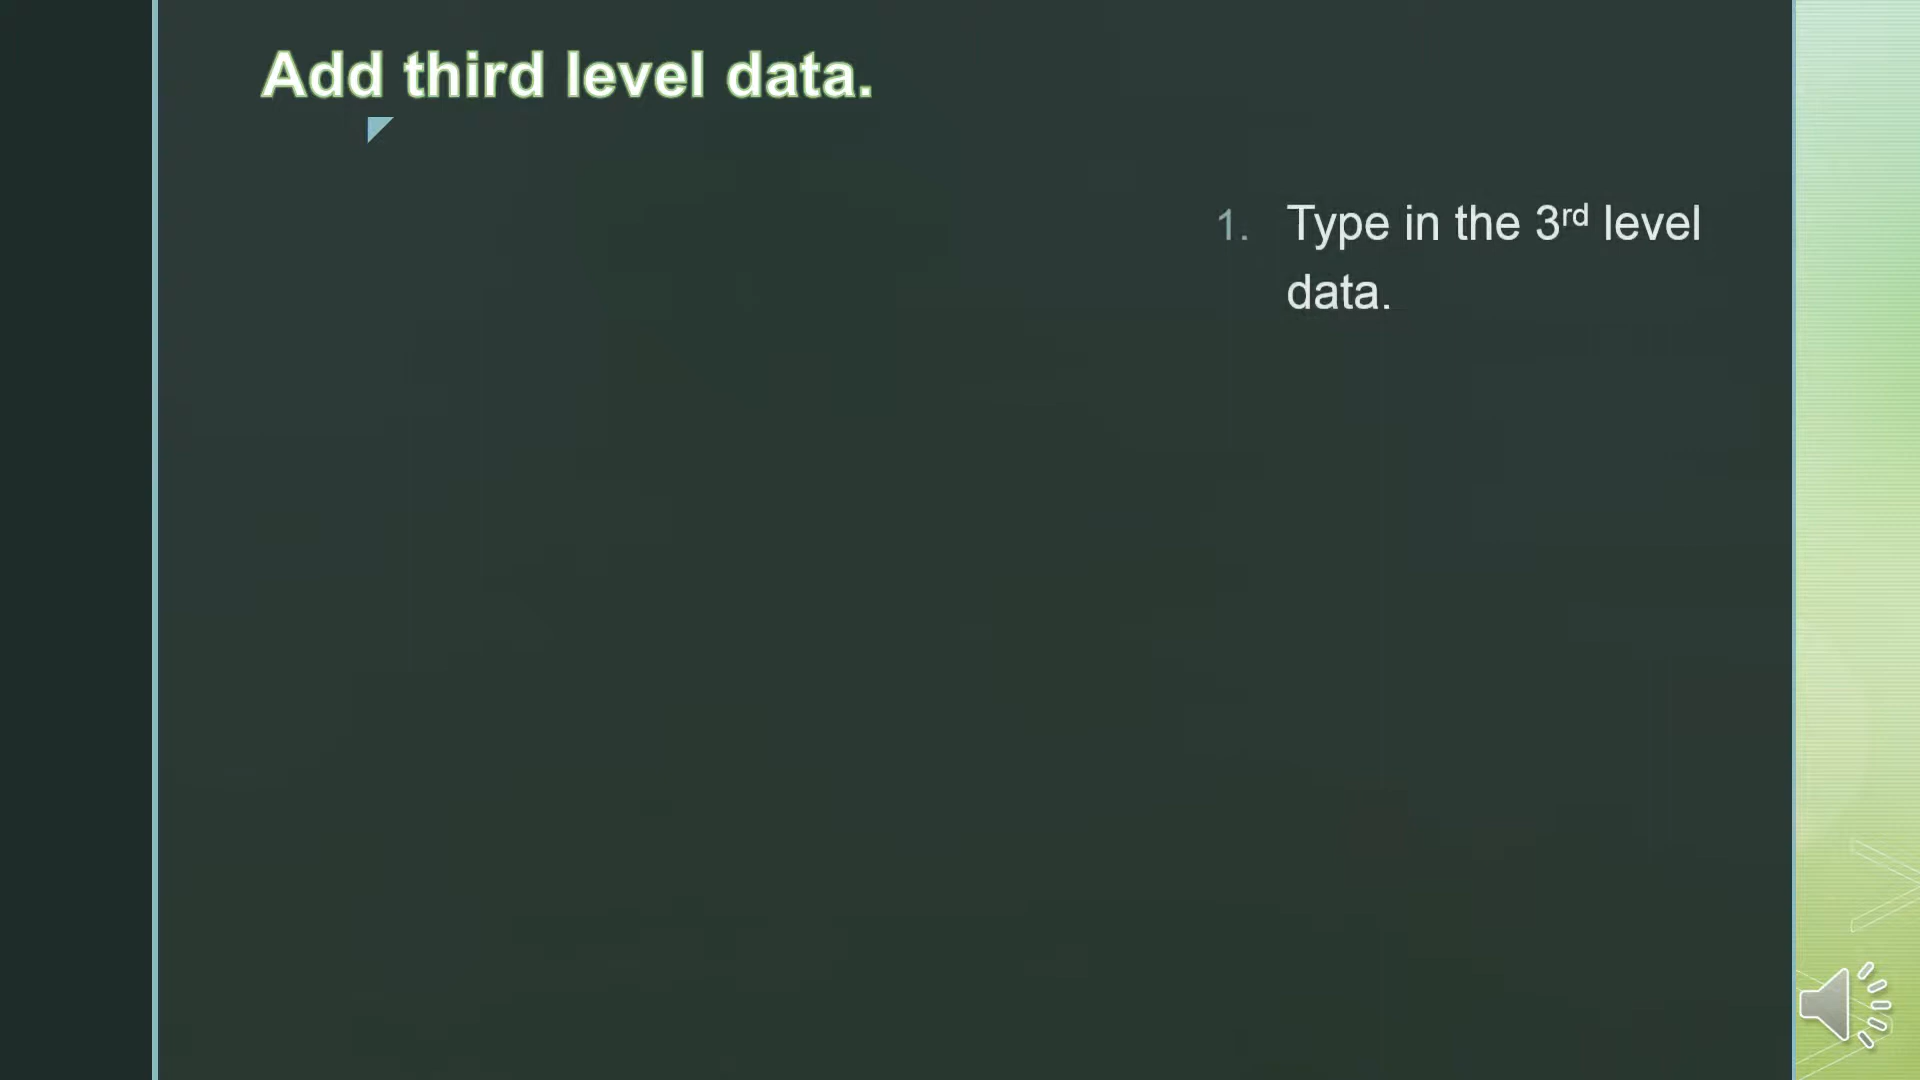 Add third level data.
1. Type in the 3rd level
data.